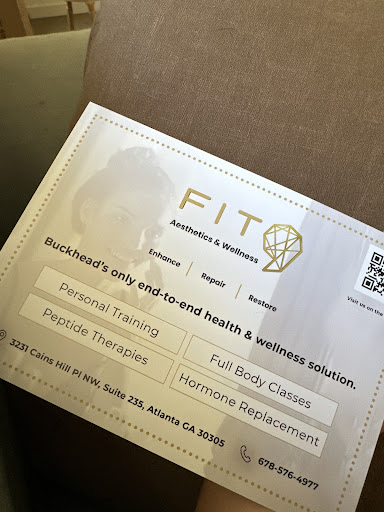 FIT
Aesthetics & Wellness
Enhance | Repair | Restore
Buckhead's only end-to-end health & wellness solution.
Personal Training
Full Body Classes
Peptide Therapies
Hormone Replacement
3231 Cains Hill Pl NW, Suite 235, Atlanta GA 30305
678-576-4977
Visit us on the